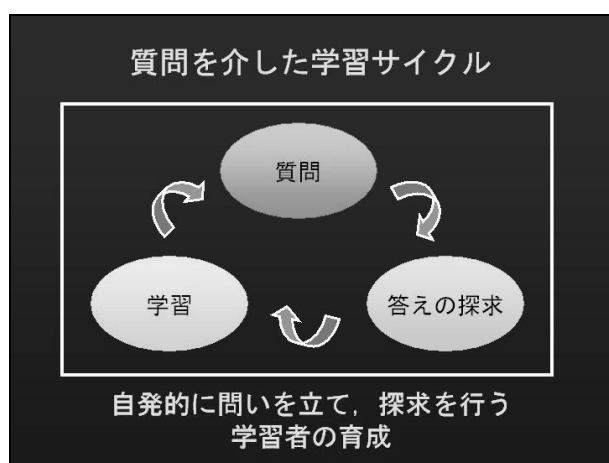 質問を介した学習サイクル
質問
学習
答えの探求
自発的に問いを立て，探求を行う
学習者の育成